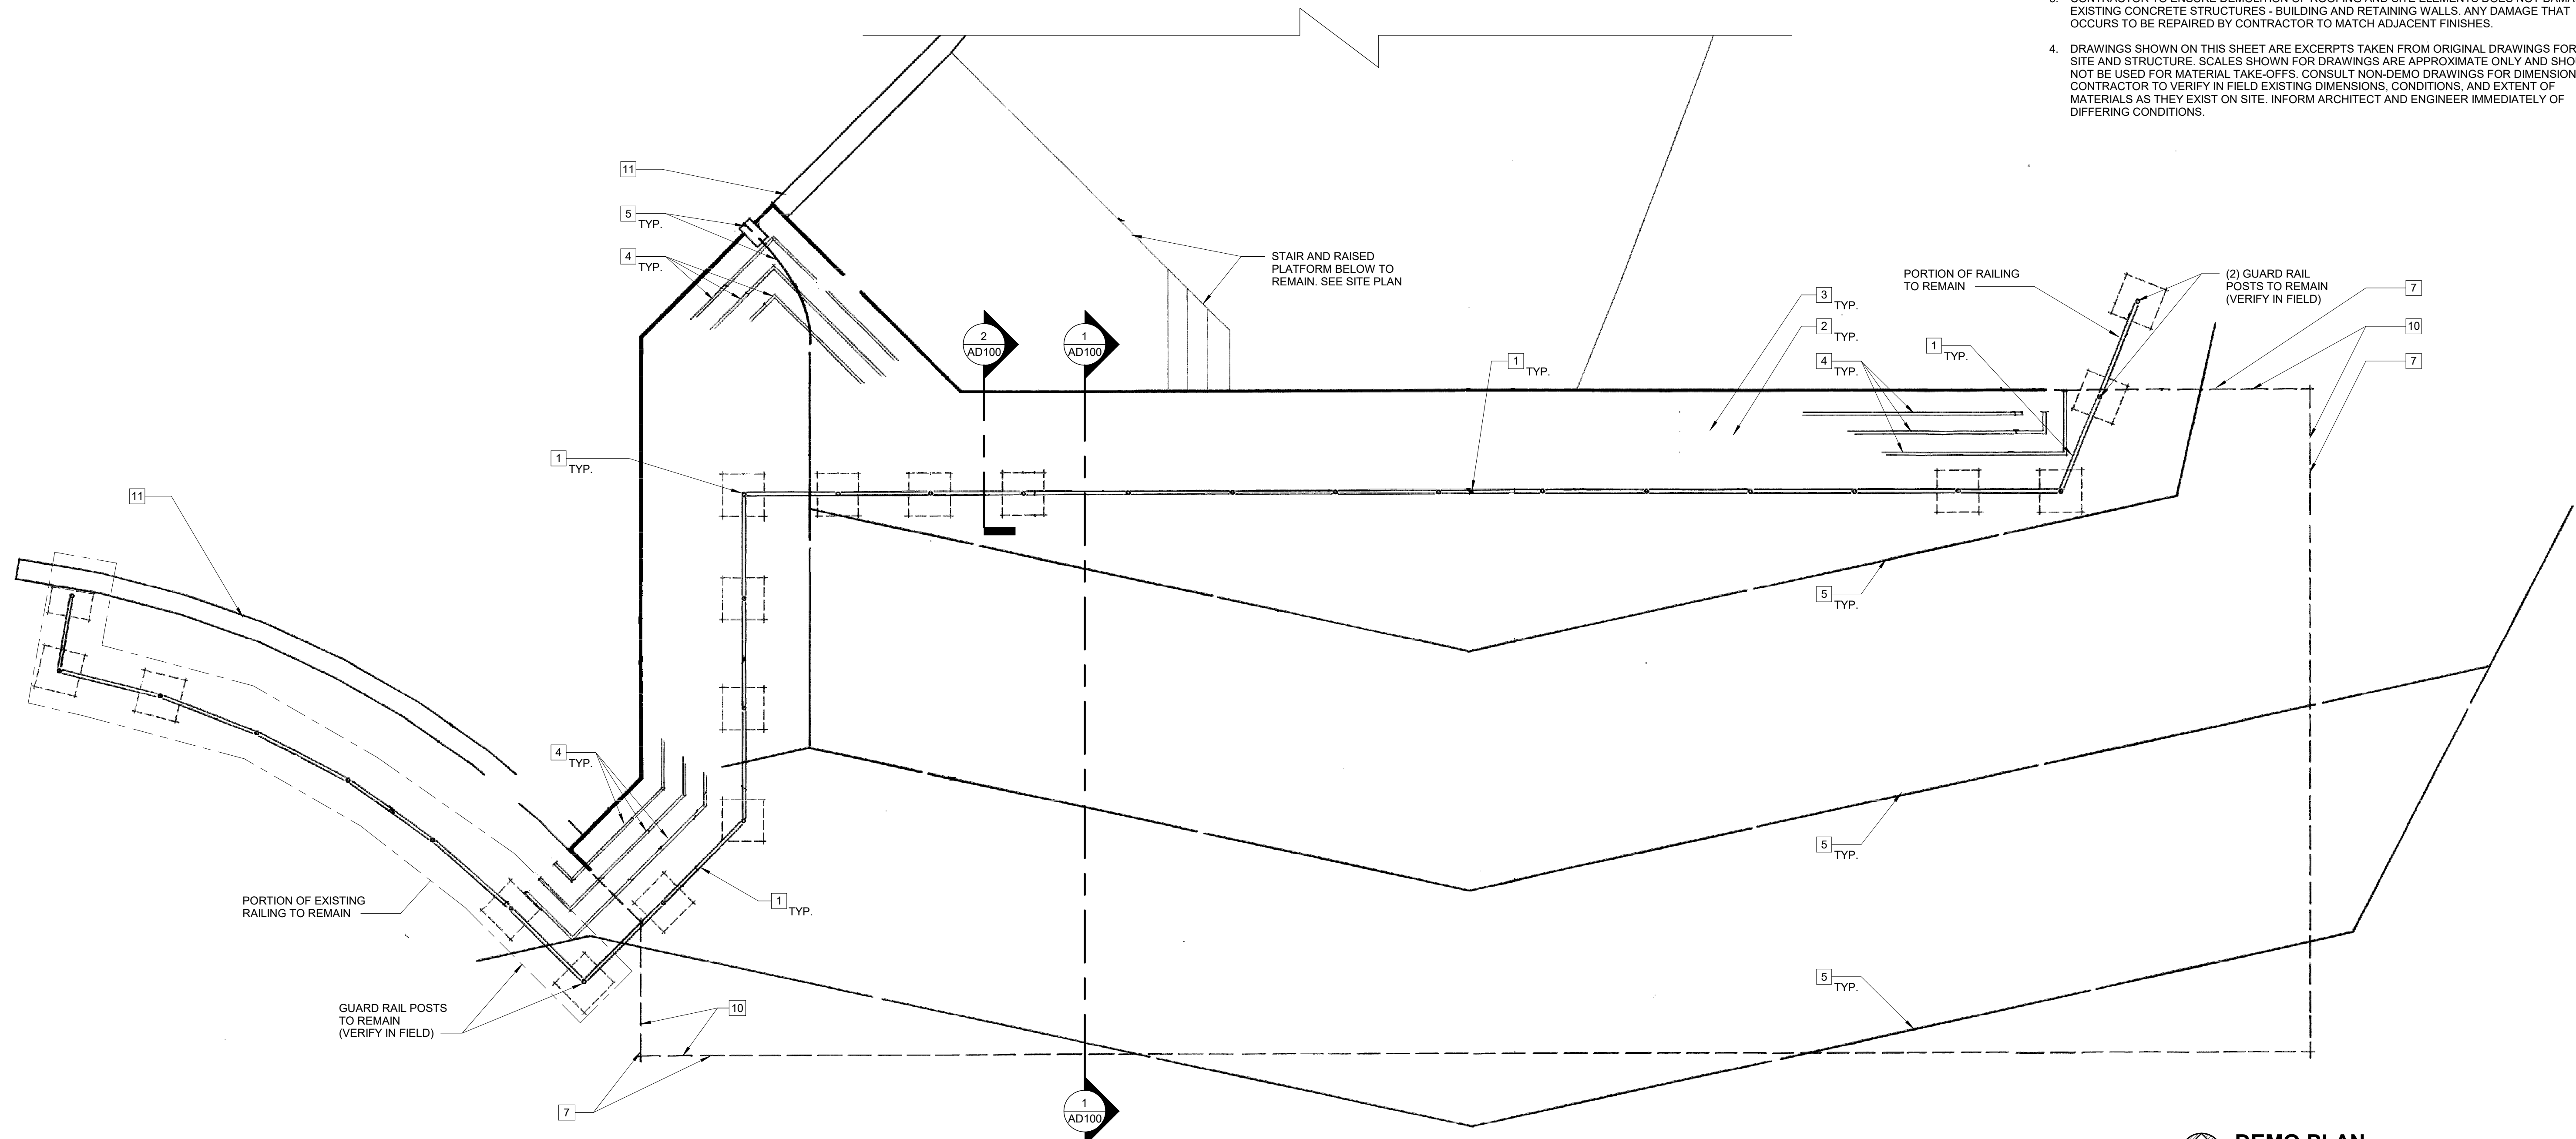 EXISTING CONCRETE STRUCTURES - BUILDING AND RETAINING WALLS. ANY DAMAGE THAT
OCCURS TO BE REPAIRED BY CONTRACTOR TO MATCH ADJACENT FINISHES.
4. DRAWINGS SHOWN ON THIS SHEET ARE EXCERPTS TAKEN FROM ORIGINAL DRAWINGS FOR
SITE AND STRUCTURE. SCALES SHOWN FOR DRAWINGS ARE APPROXIMATE ONLY AND SHO
NOT BE USED FOR MATERIAL TAKE-OFFS. CONSULT NON-DEMO DRAWINGS FOR DIMENSION
CONTRACTOR TO VERIFY IN FIELD EXISTING DIMENSIONS, CONDITIONS, AND EXTENT OF
MATERIALS AS THEY EXIST ON SITE. INFORM ARCHITECT AND ENGINEER IMMEDIATELY OF
DIFFERING CONDITIONS.
11
5
TYP.
4
TYP.
STAIR AND RAISED
PLATFORM BELOW TO
REMAIN. SEE SITE PLAN
PORTION OF RAILING
TO REMAIN
(2) GUARD RAIL
POSTS TO REMAIN
(VERIFY IN FIELD)
7
10
7
3
TYP.
2
TYP.
4
TYP.
1
TYP.
2
AD100
1
AD100
1
TYP.
1
TYP.
11
5
TYP.
4
TYP.
5
TYP.
PORTION OF EXISTING
RAILING TO REMAIN
1
TYP.
5
TYP.
GUARD RAIL POSTS
TO REMAIN
(VERIFY IN FIELD)
10
7
1
AD100
DEMO PLAN